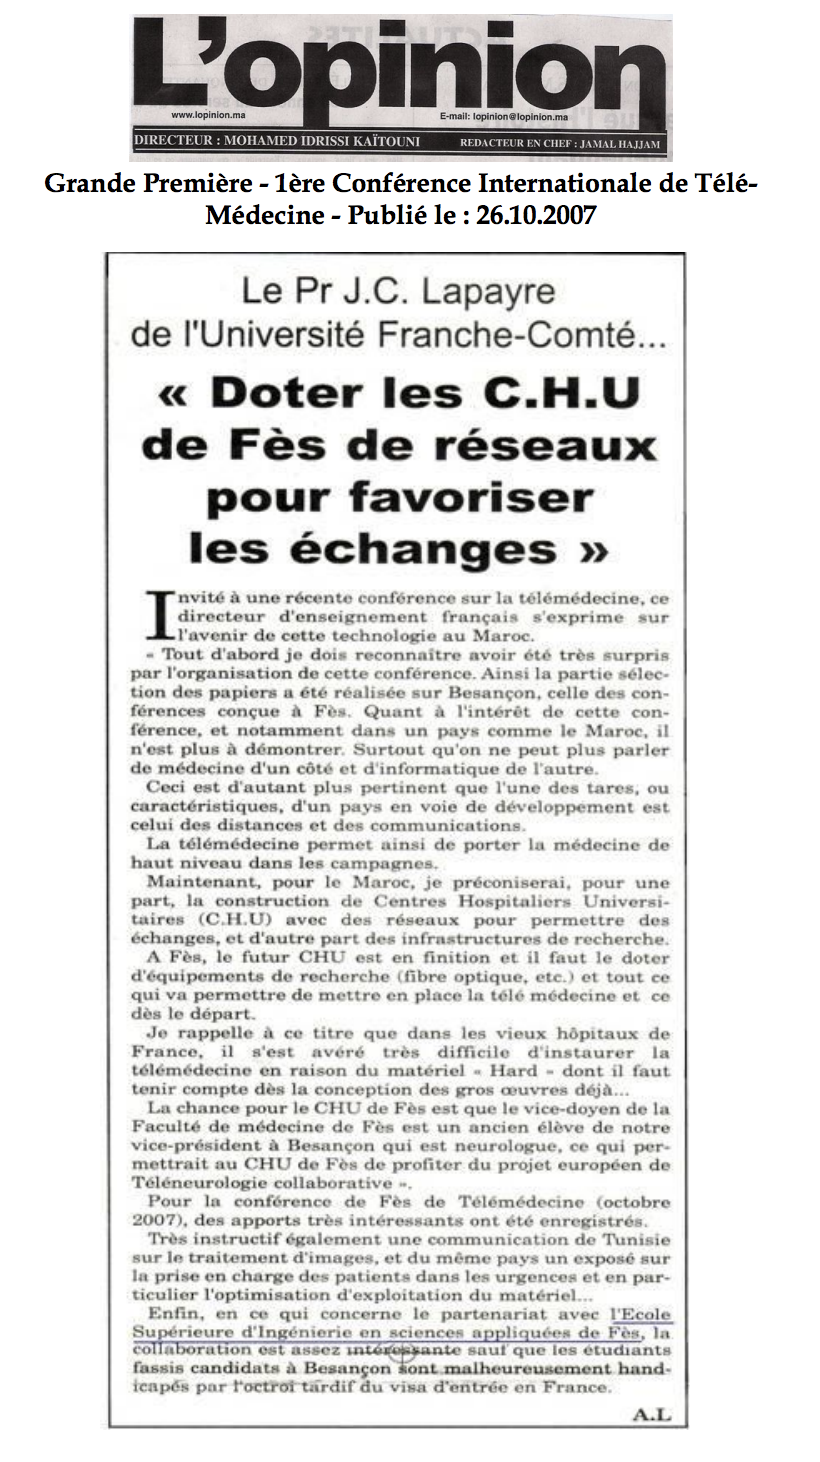 L'opinion
www.lopinion.ma
E-mail: lopinion@lopinion.ma
DIRECTEUR : MOHAMED IDRISSI KAÏTOUNI
REDACTEUR EN CHEF : JAMAL HAJJAM
Grande Première - 1ère Conférence Internationale de Télé-
Médecine - Publié le : 26.10.2007
Le Pr J.C. Lapayre
de l'Université Franche-Comté...
« Doter les C.H.U
de Fès de réseaux
pour favoriser
les échanges »
Invité à une récente conférence sur la télémédecine, ce
directeur d'enseignement français s'exprime sur
l'avenir de cette technologie au Maroc.
« Tout d'abord je dois reconnaître avoir été très surpris
par l'organisation de cette conférence. Ainsi la partie sélec-
tion des papiers a été réalisée sur Besançon, celle des con-
férences conçue à Fès. Quant à l'intérêt de cette con-
férence, et notamment dans un pays comme le Maroc, il
n'est plus à démontrer. Surtout qu'on ne peut plus parler
de médecine d'un côté et d'informatique de l'autre.
Ceci est d'autant plus pertinent que l'une des tares, ou
caractéristiques, d'un pays en voie de développement est
celui des distances et des communications.
La télémédecine permet ainsi de porter la médecine de
haut niveau dans les campagnes.
Maintenant, pour le Maroc, je préconiserai, pour une
part, la construction de Centres Hospitaliers Universi-
taires (C.H.U) avec des réseaux pour permettre des
échanges, et d'autre part des infrastructures de recherche.
A Fès, le futur CHU est en finition et il faut le doter
d'équipements de recherche (fibre optique, etc.) et tout ce
qui va permettre de mettre en place la télé médecine et ce
dès le départ.
Je rappelle à ce titre que dans les vieux hôpitaux de
France, il s'est avéré très difficile d'instaurer la
télémédecine en raison du matériel « Hard » dont il faut
tenir compte dès la conception des gros œuvres déjà...
La chance pour le CHU de Fès est que le vice-doyen de la
Faculté de médecine de Fès est un ancien élève de notre
vice-président à Besançon qui est neurologue, ce qui per-
mettrait au CHU de Fès de profiter du projet européen de
Téléneurologie collaborative ».
Pour la conférence de Fès de Télémédecine (octobre
2007), des apports très intéressants ont été enregistrés.
Très instructif également une communication de Tunisie
sur le traitement d'images, et du même pays un exposé sur
la prise en charge des patients dans les urgences et en par-
ticulier l'optimisation d'exploitation du matériel...
Enfin, en ce qui concerne le partenariat avec l'Ecole
Supérieure d'Ingénierie en sciences appliquées de Fès, la
collaboration est assez intéressante sauf que les étudiants
fassis candidats à Besançon sont malheureusement hand-
icapés par l'octroi tardif du visa d'entrée en France.
A.L